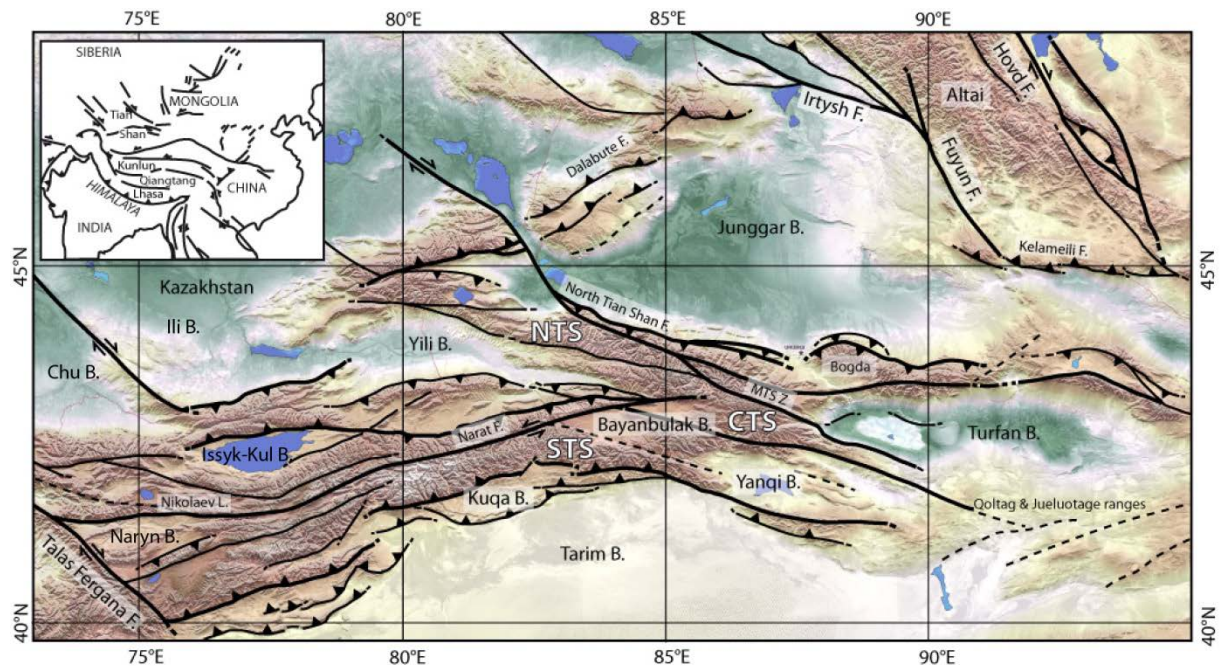 75°E 80°E 85°E 90°E
SIBERIA
MONGOLIA
Tian
Shan
Kunlun
Qiangtang
Lhasa
CHINA
HIMALAYA
INDIA
Hovd F.
Altai
Irtysh F.
Fuyun F.
Dalabute F.
Junggar B.
Kelameili F.
45°N 45°N
Kazakhstan
Ili B.
North Tian Shan F.
NTS
Yili B.
Chu B.
Bogda
MTS Z.
CTS
Bayanbulak B.
Narat F.
STS
Turfan B.
Issyk-Kul B.
Yanqi B.
Kuqa B.
Nikolaev L.
Qoltag & Jueluotage ranges
Naryn B.
Tarim B.
Talas Fergana F.
40°N 40°N
75°E 80°E 85°E 90°E